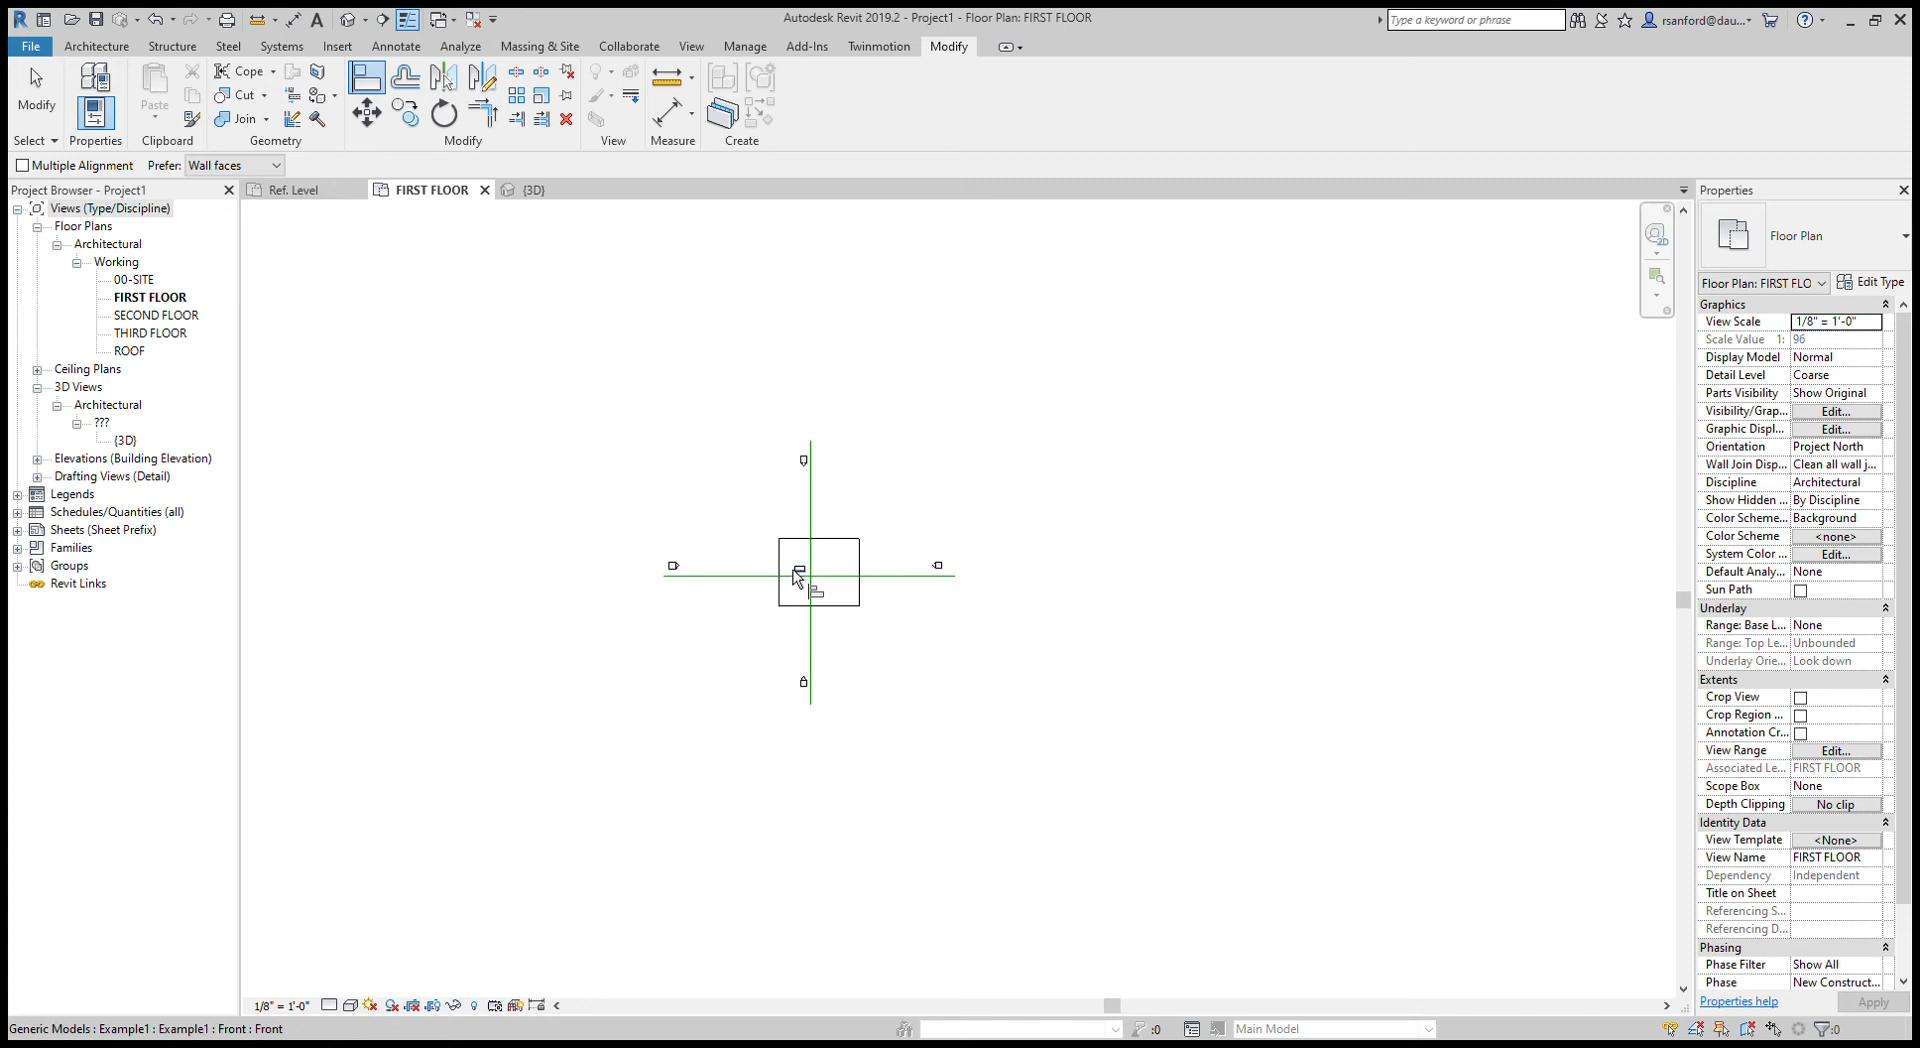 Autodesk Revit 2019.2 - Project1 - Floor Plan: FIRST FLOOR
Type a keyword or phrase
rsanford@dau...
File
Architecture
Structure
Steel
Systems
Insert
Annotate
Analyze
Massing & Site
Collaborate
View
Manage
Add-Ins
Twinmotion
Modify
Modify
Paste
Cope
Cut
Join
Select
Properties
Clipboard
Geometry
Modify
View
Measure
Create
Multiple Alignment
Prefer:
Wall faces
Project Browser - Project1
Views (Type/Discipline)
Floor Plans
Architectural
Working
00-SITE
FIRST FLOOR
SECOND FLOOR
THIRD FLOOR
ROOF
Ceiling Plans
3D Views
Architectural
???
{3D}
Elevations (Building Elevation)
Drafting Views (Detail)
Legends
Schedules/Quantities (all)
Sheets (Sheet Prefix)
Families
Groups
Revit Links
Ref. Level
FIRST FLOOR
{3D}
2D
Properties
Floor Plan
Floor Plan: FIRST FLO
Edit Type
Graphics
View Scale 1/8" = 1'-0"
Scale Value 1: 96
Display Model Normal
Detail Level Coarse
Parts Visibility Show Original
Visibility/Grap... Edit...
Graphic Displ... Edit...
Orientation Project North
Wall Join Disp... Clean all wall j...
Discipline Architectural
Show Hidden ... By Discipline
Color Scheme... Background
Color Scheme <none>
System Color ... Edit...
Default Analy... None
Sun Path
Underlay
Range: Base L... None
Range: Top Le... Unbounded
Underlay Orie... Look down
Extents
Crop View
Crop Region ...
Annotation Cr...
View Range Edit...
Associated Le... FIRST FLOOR
Scope Box None
Depth Clipping No clip
Identity Data
View Template <None>
View Name FIRST FLOOR
Dependency Independent
Title on Sheet
Referencing S...
Referencing D...
Phasing
Phase Filter Show All
Phase New Construct...
Properties help
Apply
1/8" = 1'-0"
Generic Models : Example1 : Example1 : Front : Front
:0
Main Model
:0